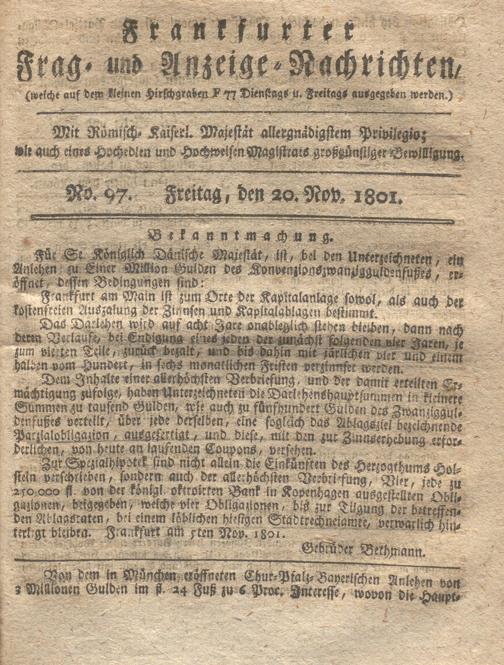 Frankfurter
Frag- und Anzeige-Nachrichten,
(welche auf dem kleinen Hirschgraben F 77 Dienstags u. Freitags ausgegeben werden.)
Mit Römisch-Kaiserl. Majestät allergnädigstem Privilegio;
wie auch eines Hochedlen und Hochweisen Magistrats großgünstiger Bewilligung.
No. 97. Freitag, den 20. Nov. 1801.
Bekanntmachung.
Für Se. Königlich Dänische Majestät, ist, bei den Unterzeichneten, ein
Anlehen zu Einer Million Gulden des Konvenzionszwanzigguldenfußes, er-
öffnet, dessen Bedingungen sind:
Frankfurt am Main ist zum Orte der Kapitalanlage sowol, als auch der
kostenfreien Auszalung der Zinsen und Kapitalablagen bestimmt.
Das Darlehen wird auf acht Jare onableglich stehen bleiben, dann nach
deren Verlaufe, bei Endigung eines jeden der zunächst folgenden vier Jaren, je
zum vierten Teile, zurück bezalt, und bis dahin mit järlichen vier und einem
halben vom Hundert, in sechs monatlichen Fristen verzinset werden.
Dem Inhalte einer allerhöchsten Verbriefung, und der damit erteilten Er-
mächtigung zufolge, haben Unterzeichneten die Darlehenshauptsummen in kleinere
Summen zu tausend Gulden, wie auch zu fünfhundert Gulden des Zwanziggul-
denfußes verteilt, über jede derselben, eine sogläch das Ablagsziel bezeichnende
Parzialobligazion, ausgefertigt, und diese, mit den zur Zinnserhebung erfor-
derlichen, von heute an laufenden Coupons, versehen.
Zur Spezialhipotek sind nicht allein die Einkünften des Herzogthums Hol-
stein verschrieben, sondern auch der allerhöchsten Verbriefung, Vier, jede zu
250,000 fl. von der königl. oktroirten Bank in Kopenhagen ausgestellten Obli-
gazionen, beigegeben, welche vier Obligazionen, bis zur Tilgung der betreffen-
den Ablagsraten, bei einem löblichen hiesigen Stadtrechneiamte, verwarlich hin-
terlegt bleiben. Frankfurt am 5ten Nov. 1801.
Gebrüder Bethmann.
Von dem in München eröffneten Chur-Pfalz-Bayerischen Anlehen von
3 Millionen Gulden im fl. 24 Fuß zu 6 Proc. Interesse, wovon die Haupt-